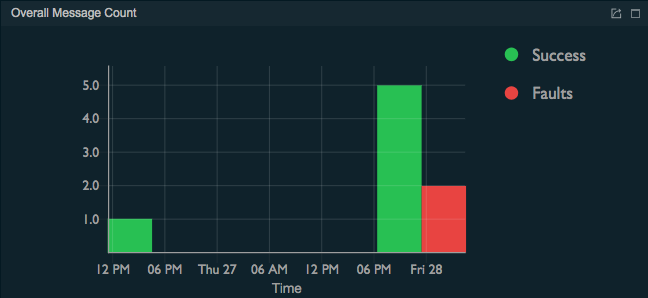 Overall Message Count
Success
Faults
5.0
4.0
3.0
2.0
1.0
12 PM 06 PM Thu 27 06 AM 12 PM 06 PM Fri 28
Time